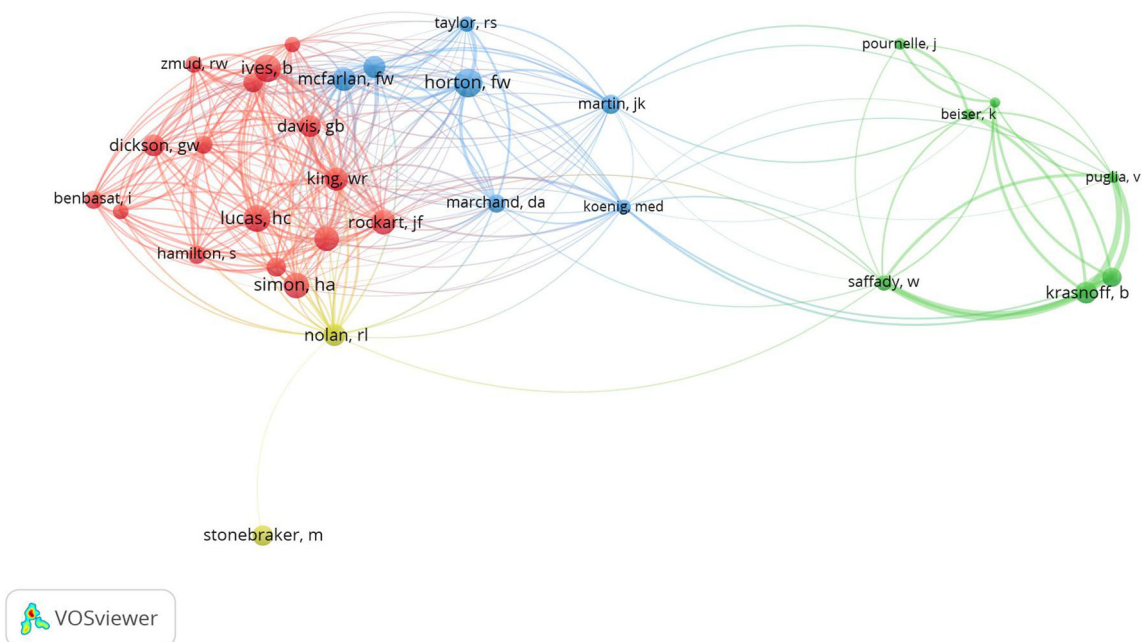 taylor, rs
pournelle, j
zmud, rw
ives, b
mcfarlan, fw
horton, fw
martin, jk
beiser, k
davis, gb
dickson, gw
king, wr
puglia, v
benbasat, i
marchand, da
koenig, med
lucas, hc
rockart, jf
hamilton, s
simon, ha
saffady, w
krasnoff, b
nolan, rl
stonebraker, m
VOSviewer